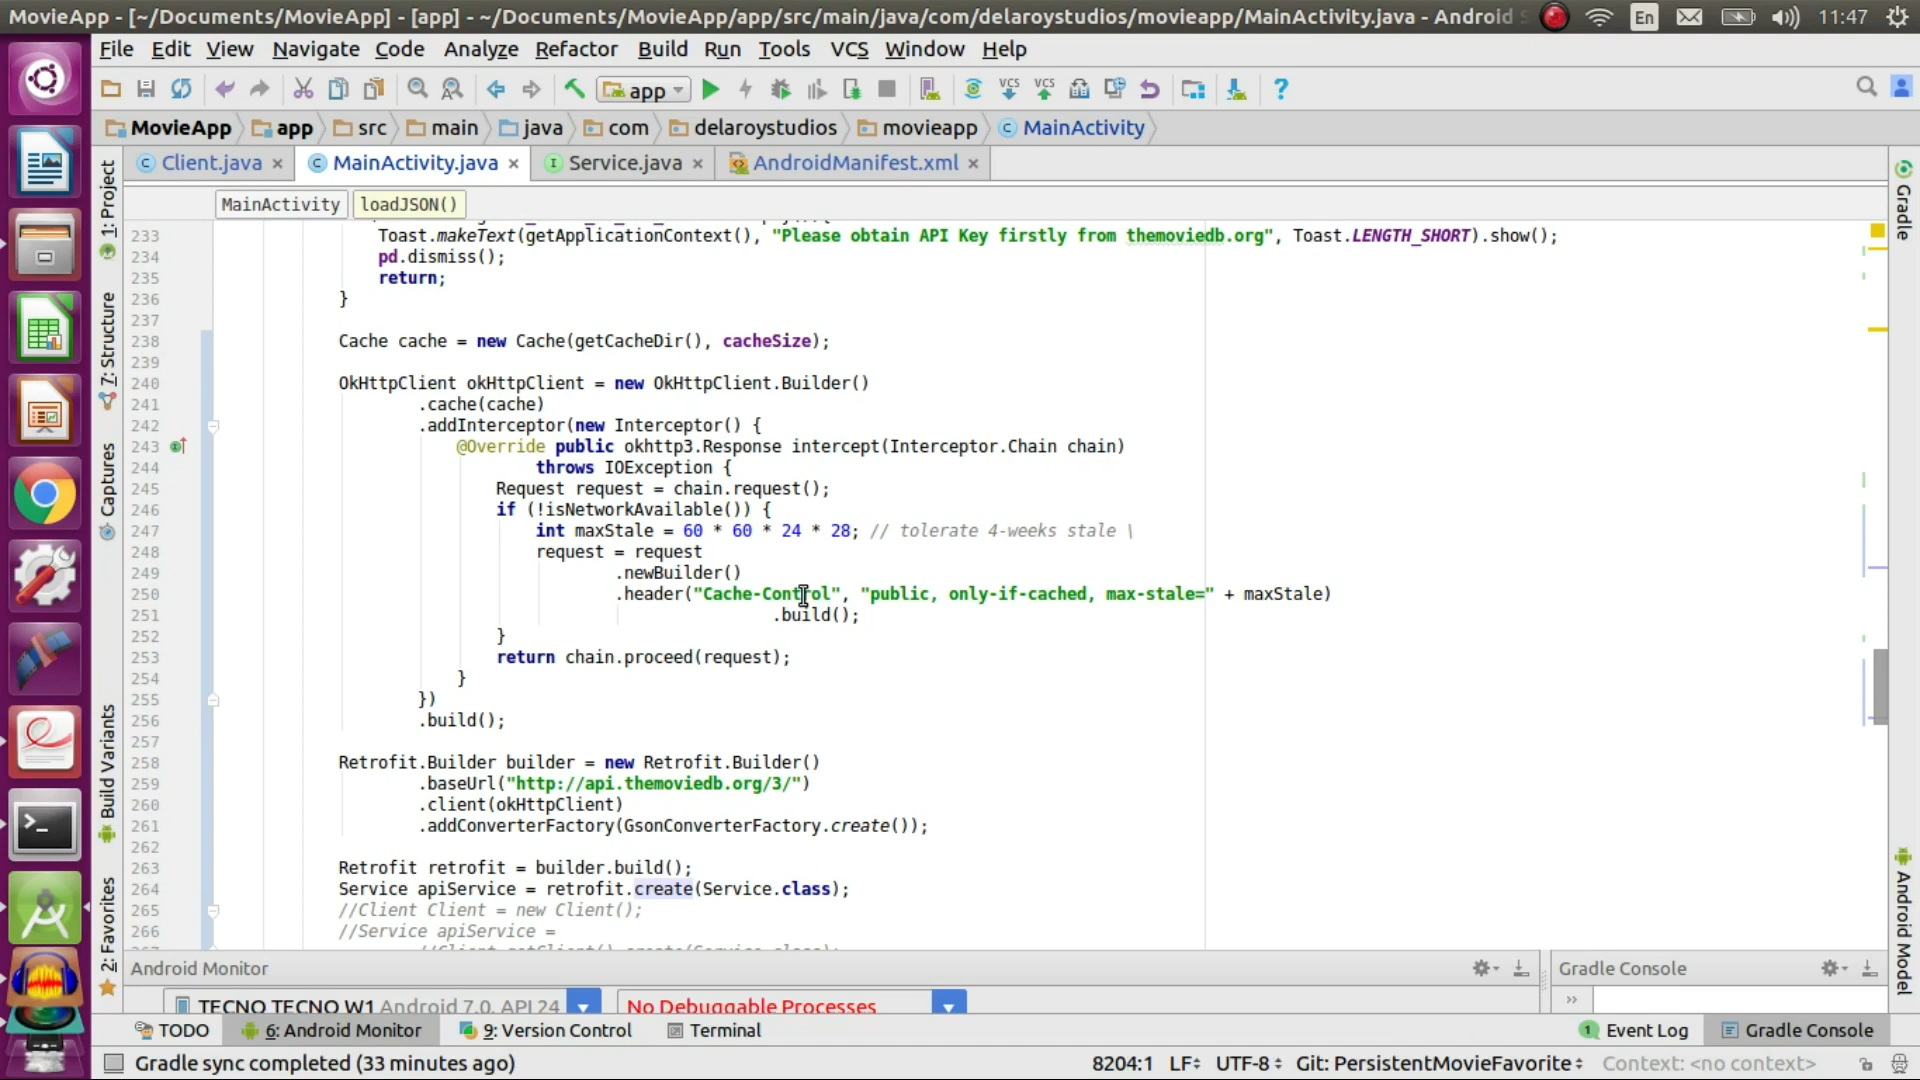 MovieApp [~/Documents/MovieApp] - [app] - ~/Documents/MovieApp/app/src/main/java/com/delaroystudios/movieapp/MainActivity.java - Android
En
11:47
File Edit View Navigate Code Analyze Refactor Build Run Tools VCS Window Help
app
VCS VCS
MovieApp app src main java com delaroystudios movieapp MainActivity
Client.java MainActivity.java Service.java AndroidManifest.xml
MainActivity loadJSON()
233 Toast.makeText(getApplicationContext(), "Please obtain API Key firstly from themoviedb.org", Toast.LENGTH_SHORT).show();
234 pd.dismiss();
235 return;
236 }
237
238 Cache cache = new Cache(getCacheDir(), cacheSize);
239
240 OkHttpClient okHttpClient = new OkHttpClient.Builder()
241 .cache(cache)
242 .addInterceptor(new Interceptor() {
243 @Override public okhttp3.Response intercept(Interceptor.Chain chain)
244 throws IOException {
245 Request request = chain.request();
246 if (!isNetworkAvailable()) {
247 int maxStale = 60 * 60 * 24 * 28; // tolerate 4-weeks stale \
248 request = request
249 .newBuilder()
250 .header("Cache-Control", "public, only-if-cached, max-stale=" + maxStale)
251 .build();
252 }
253 return chain.proceed(request);
254 }
255 })
256 .build();
257
258 Retrofit.Builder builder = new Retrofit.Builder()
259 .baseUrl("http://api.themoviedb.org/3/")
260 .client(okHttpClient)
261 .addConverterFactory(GsonConverterFactory.create());
262
263 Retrofit retrofit = builder.build();
264 Service apiService = retrofit.create(Service.class);
265 //Client Client = new Client();
266 //Service apiService =
267 //Client.getClient().create(Service.class);
1: Project
7: Structure
Captures
Build Variants
2: Favorites
Gradle
Android Model
Android Monitor
Gradle Console
TECNO TECNO W1 Android 7.0, API 24
No Debuggable Processes
TODO 6: Android Monitor 9: Version Control Terminal
1 Event Log Gradle Console
Gradle sync completed (33 minutes ago)
8204:1 LF UTF-8 Git: PersistentMovieFavorite Context: <no context>